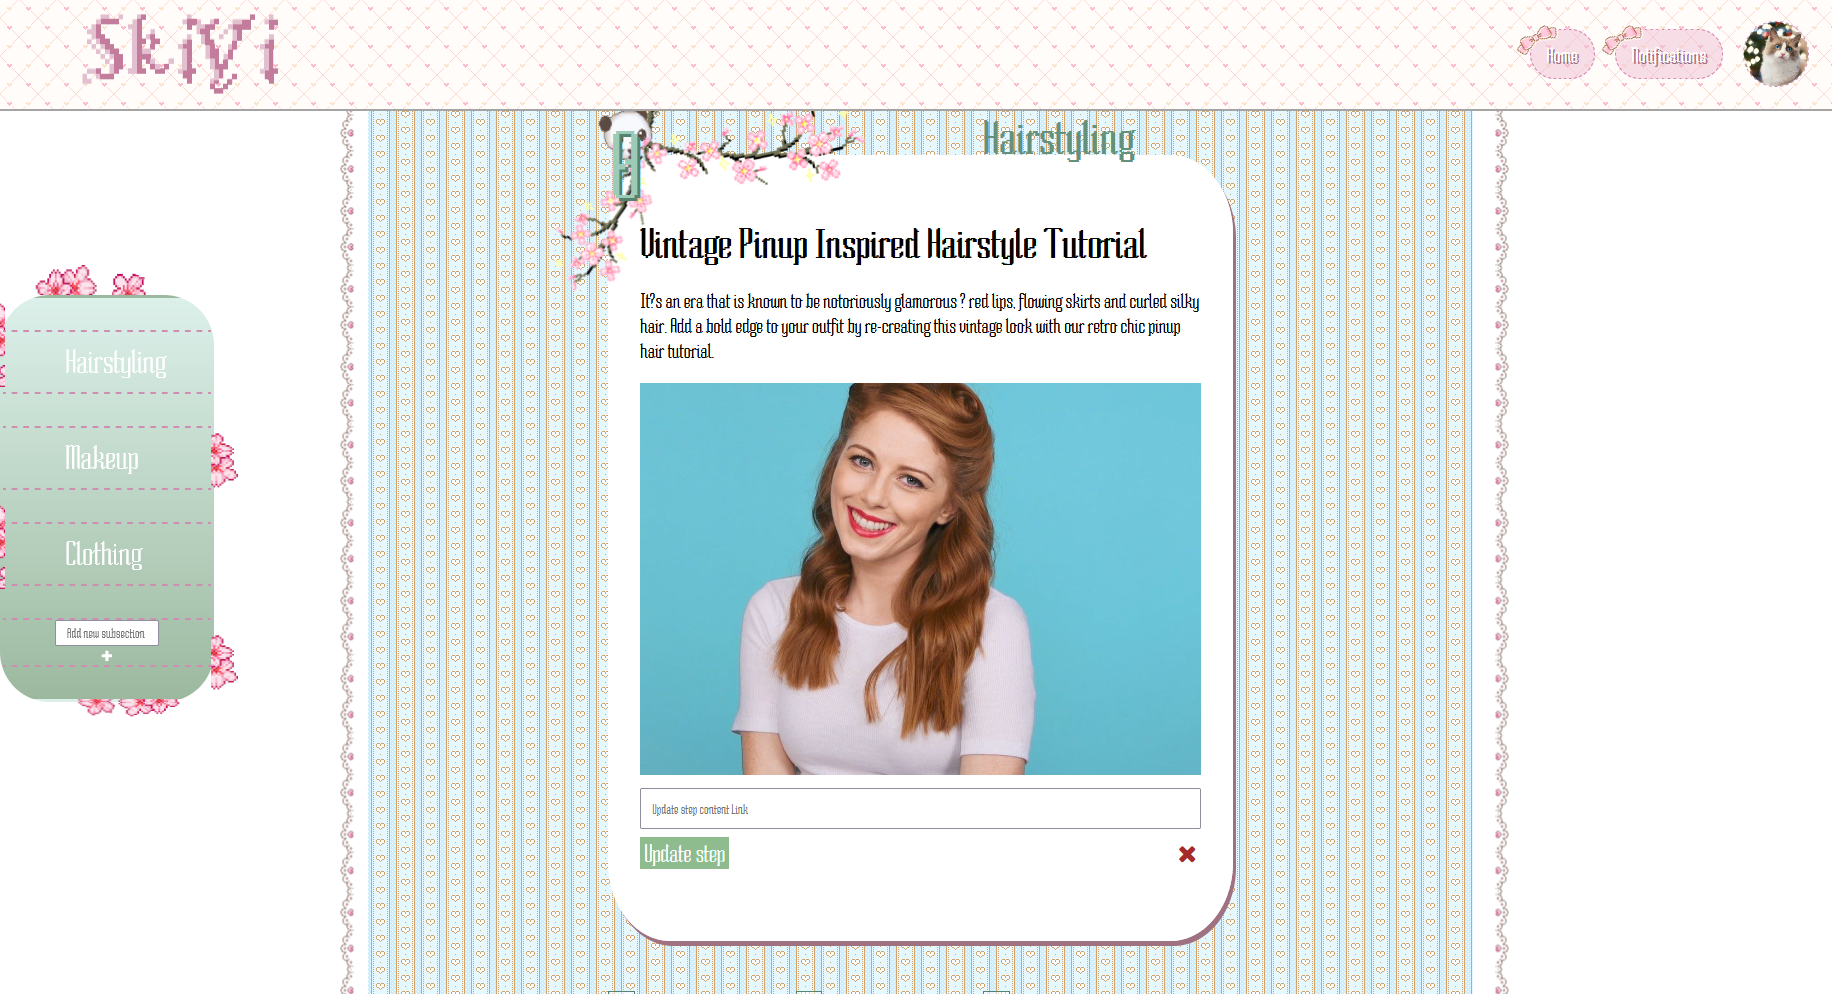 SkiYi
Home
Notifications
Hairstyling
Vintage Pinup Inspired Hairstyle Tutorial
It?s an era that is known to be notoriously glamorous ? red lips, flowing skirts and curled silky
hair. Add a bold edge to your outfit by re-creating this vintage look with our retro chic pinup
hair tutorial.
Hairstyling
Makeup
Clothing
Add new subsection
Update step content Link
Update step